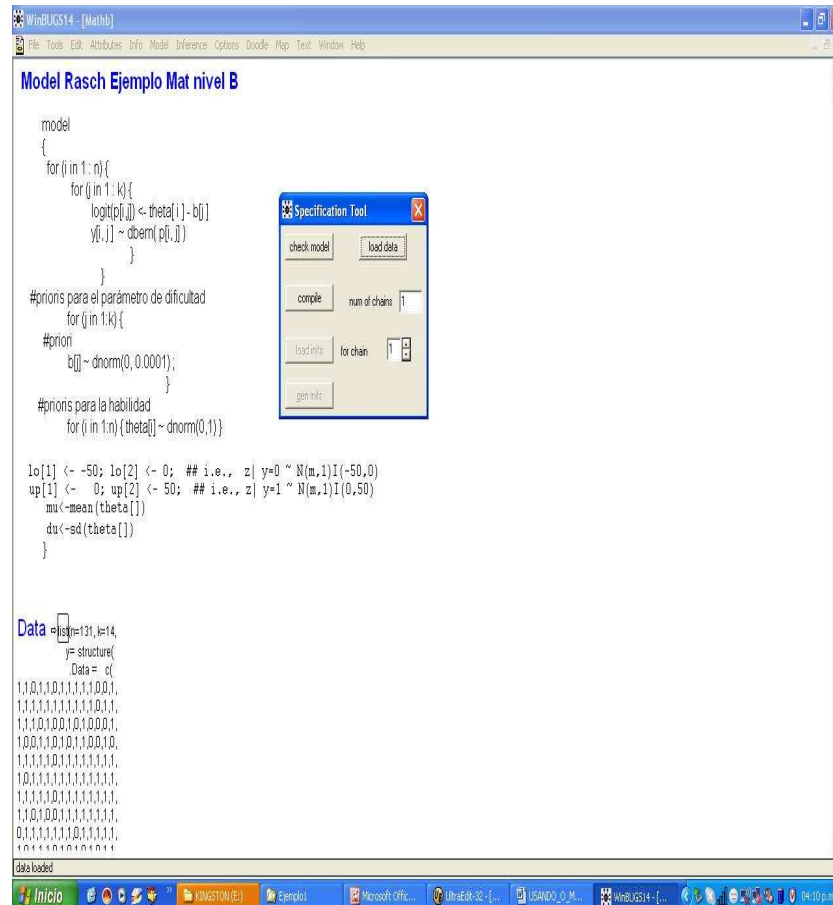 WinBUGS14 - [Mathb]
File Tools Edit Attributes Info Model Inference Options Doodle Map Text Window Help
Model Rasch Ejemplo Mat nivel B
model
{
for (i in 1 : n) {
for (j in 1 : k) {
logit(p[i,j]) <- theta[ i ] - b[j]
y[i, j ] ~ dbern( p[i, j] )
}
}
#prioris para el parámetro de dificultad
for (j in 1:k) {
#priori
b[j] ~ dnorm(0, 0.0001) ;
}
#prioris para la habilidad
for (i in 1:n) { theta[i] ~ dnorm(0,1) }
lo[1] <- -50; lo[2] <- 0; ## i.e., z| y=0 ~ N(m,1)I(-50,0)
up[1] <- 0; up[2] <- 50; ## i.e., z| y=1 ~ N(m,1)I(0,50)
mu<-mean(theta[])
du<-sd(theta[])
}
Specification Tool
check model load data
compile num of chains 1
load inits for chain 1
gen inits
Data ⇨list(n=131, k=14,
y= structure(
.Data = c(
1,1,0,1,1,0,1,1,1,1,1,0,0,1,
1,1,1,1,1,1,1,1,1,1,1,0,1,1,
1,1,1,0,1,0,0,1,0,1,0,0,0,1,
1,0,0,1,1,0,1,0,1,1,0,0,1,0,
1,1,1,1,1,0,1,1,1,1,1,1,1,1,
1,0,1,1,1,1,1,1,1,1,1,1,1,1,
1,1,1,1,1,0,1,1,1,1,1,1,1,1,
1,1,0,1,0,0,1,1,1,1,1,1,1,1,
0,1,1,1,1,1,1,1,0,1,1,1,1,1,
data loaded
Inicio
KINGSTON (E:)
Ejemplo1
Microsoft Offic...
UltraEdit-32 - [...
USANDO_O_M...
WinBUGS14 - [...
04:10 p.m.